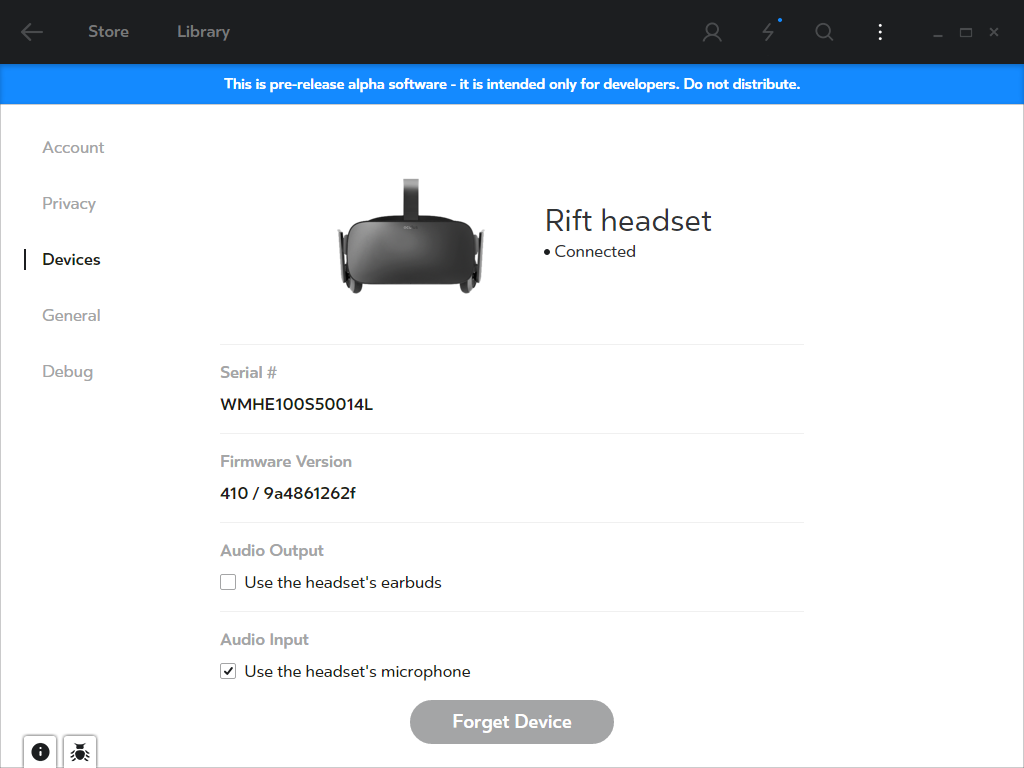 Store
Library
This is pre-release alpha software - it is intended only for developers. Do not distribute.
Account
Privacy
Devices
General
Debug
Rift headset
• Connected
Serial #
WMHE100S50014L
Firmware Version
410 / 9a4861262f
Audio Output
Use the headset's earbuds
Audio Input
Use the headset's microphone
Forget Device